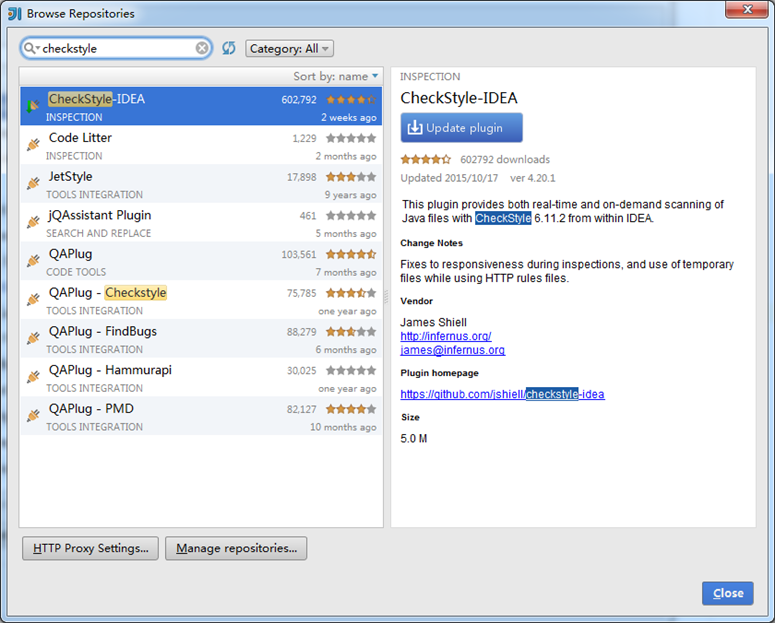 Browse Repositories
checkstyle
Category: All
Sort by: name
CheckStyle-IDEA 602,792
INSPECTION 2 weeks ago
Code Litter 1,229
INSPECTION 2 months ago
JetStyle 17,898
TOOLS INTEGRATION 9 years ago
jQAssistant Plugin 461
SEARCH AND REPLACE 5 months ago
QAPlug 103,561
CODE TOOLS 7 months ago
QAPlug - Checkstyle 75,785
TOOLS INTEGRATION one year ago
QAPlug - FindBugs 88,279
TOOLS INTEGRATION 6 months ago
QAPlug - Hammurapi 30,025
TOOLS INTEGRATION one year ago
QAPlug - PMD 82,127
TOOLS INTEGRATION 10 months ago
INSPECTION
CheckStyle-IDEA
Update plugin
602792 downloads
Updated 2015/10/17 ver 4.20.1
This plugin provides both real-time and on-demand scanning of
Java files with CheckStyle 6.11.2 from within IDEA.
Change Notes
Fixes to responsiveness during inspections, and use of temporary
files while using HTTP rules files.
Vendor
James Shiell
http://infernus.org/
james@infernus.org
Plugin homepage
https://github.com/jshiell/checkstyle-idea
Size
5.0 M
HTTP Proxy Settings...
Manage repositories...
Close